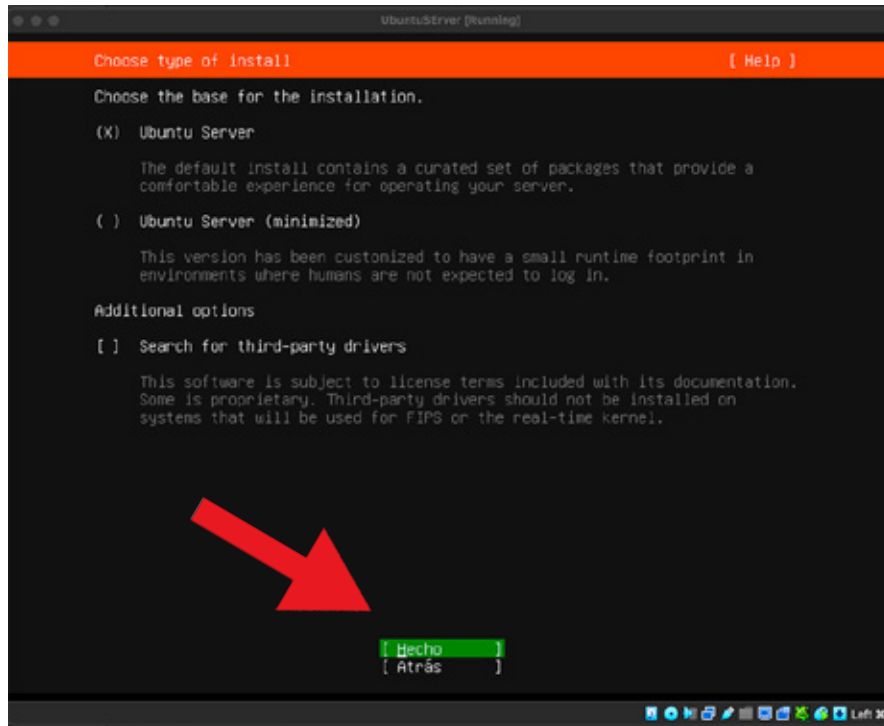 UbuntuSErver [Running]
Choose type of install [ Help ]
Choose the base for the installation.
(X) Ubuntu Server
The default install contains a curated set of packages that provide a
comfortable experience for operating your server.
( ) Ubuntu Server (minimized)
This version has been customized to have a small runtime footprint in
environments where humans are not expected to log in.
Additional options
[ ] Search for third-party drivers
This software is subject to license terms included with its documentation.
Some is proprietary. Third-party drivers should not be installed on
systems that will be used for FIPS or the real-time kernel.
[ Hecho ]
[ Atrás ]
Left ⌘